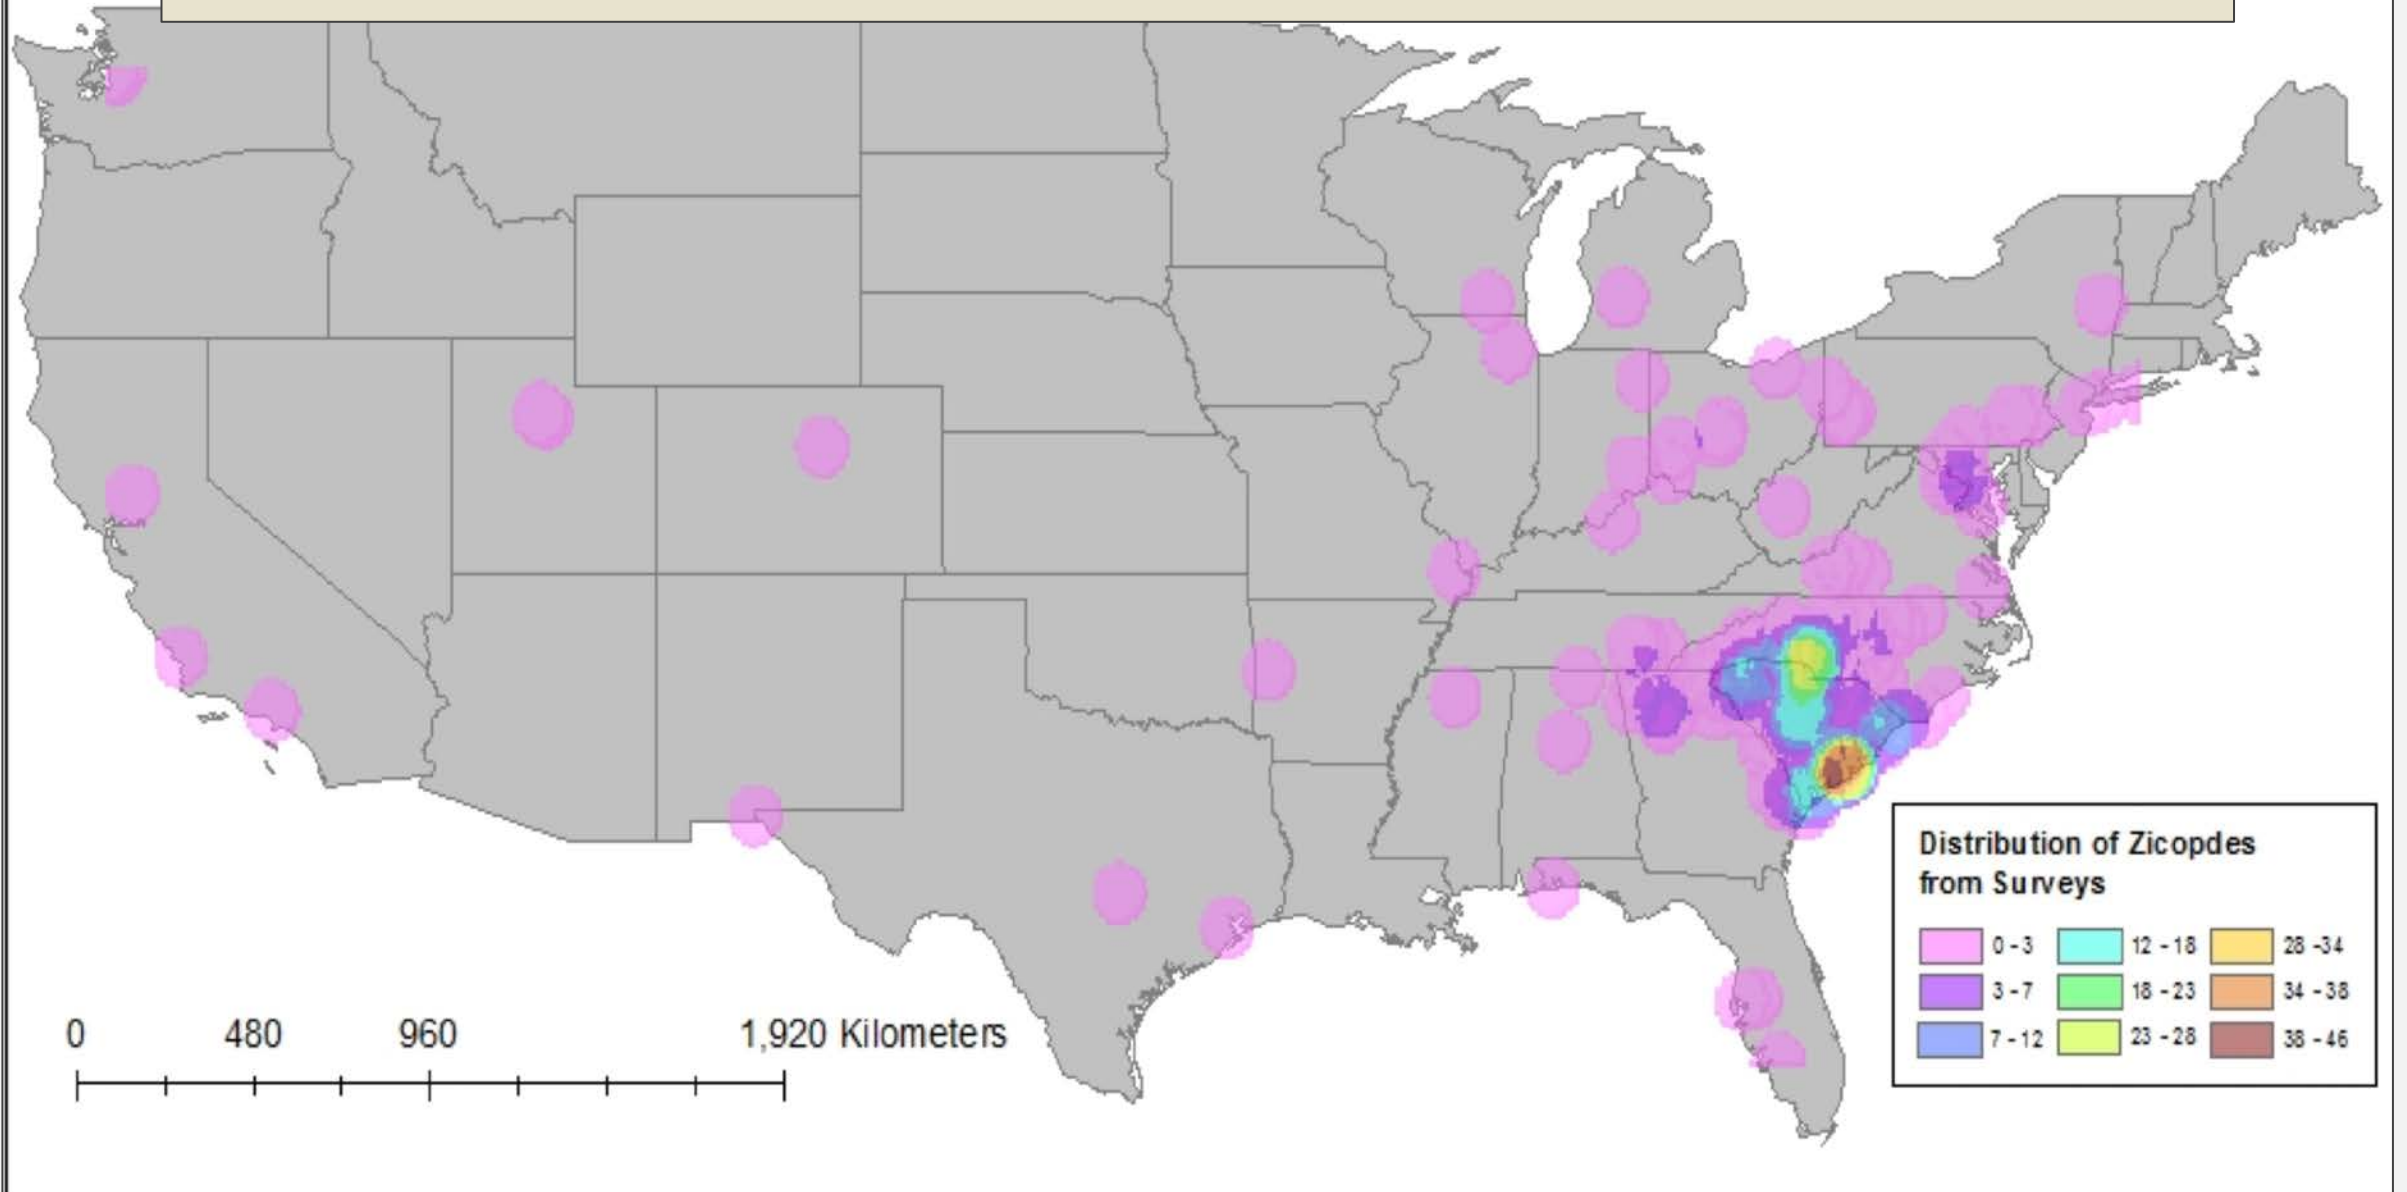 Distribution of Zicopdes
from Surveys
0 - 3 12 - 18 28 -34
3 - 7 18 - 23 34 - 38
7 - 12 23 - 28 38 - 46
0 480 960 1,920 Kilometers